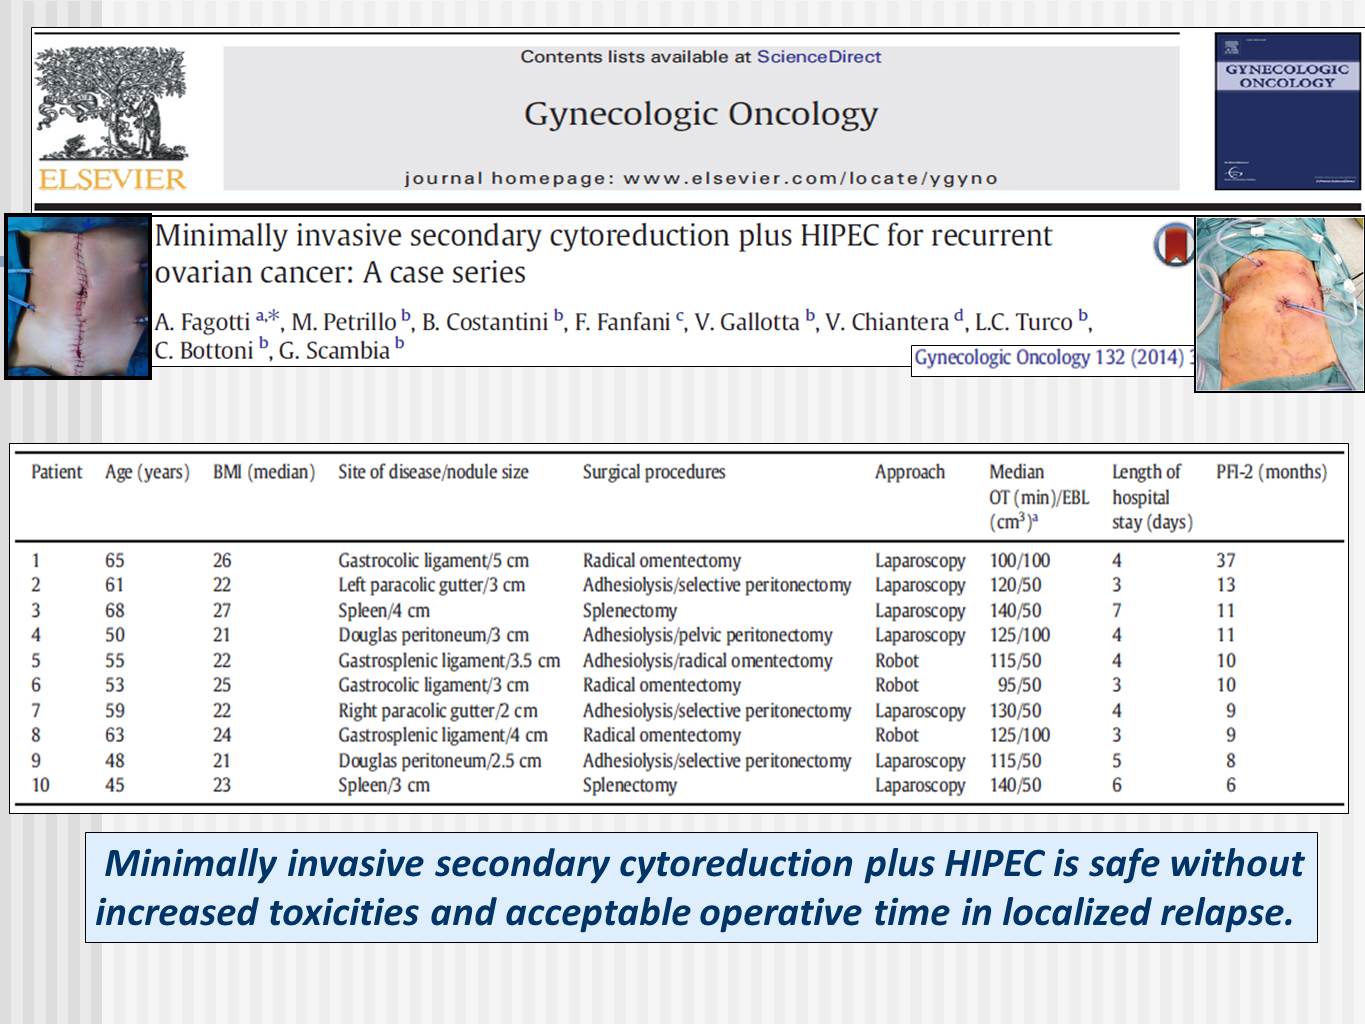 Contents lists available at ScienceDirect
Gynecologic Oncology
journal homepage: www.elsevier.com/locate/ygyno
ELSEVIER
GYNECOLOGIC
ONCOLOGY
Minimally invasive secondary cytoreduction plus HIPEC for recurrent
ovarian cancer: A case series
A. Fagotti a,*, M. Petrillo b, B. Costantini b, F. Fanfani c, V. Gallotta b, V. Chiantera d, L.C. Turco b,
C. Bottoni b, G. Scambia b
Gynecologic Oncology 132 (2014)
Patient Age (years) BMI (median) Site of disease/nodule size Surgical procedures Approach Median OT (min)/EBL (cm3)a Length of hospital stay (days) PFI-2 (months)
1 65 26 Gastrocolic ligament/5 cm Radical omentectomy Laparoscopy 100/100 4 37
2 61 22 Left paracolic gutter/3 cm Adhesiolysis/selective peritonectomy Laparoscopy 120/50 3 13
3 68 27 Spleen/4 cm Splenectomy Laparoscopy 140/50 7 11
4 50 21 Douglas peritoneum/3 cm Adhesiolysis/pelvic peritonectomy Laparoscopy 125/100 4 11
5 55 22 Gastrosplenic ligament/3.5 cm Adhesiolysis/radical omentectomy Robot 115/50 4 10
6 53 25 Gastrocolic ligament/3 cm Radical omentectomy Robot 95/50 3 10
7 59 22 Right paracolic gutter/2 cm Adhesiolysis/selective peritonectomy Laparoscopy 130/50 4 9
8 63 24 Gastrosplenic ligament/4 cm Radical omentectomy Robot 125/100 3 9
9 48 21 Douglas peritoneum/2.5 cm Adhesiolysis/selective peritonectomy Laparoscopy 115/50 5 8
10 45 23 Spleen/3 cm Splenectomy Laparoscopy 140/50 6 6
Minimally invasive secondary cytoreduction plus HIPEC is safe without
increased toxicities and acceptable operative time in localized relapse.